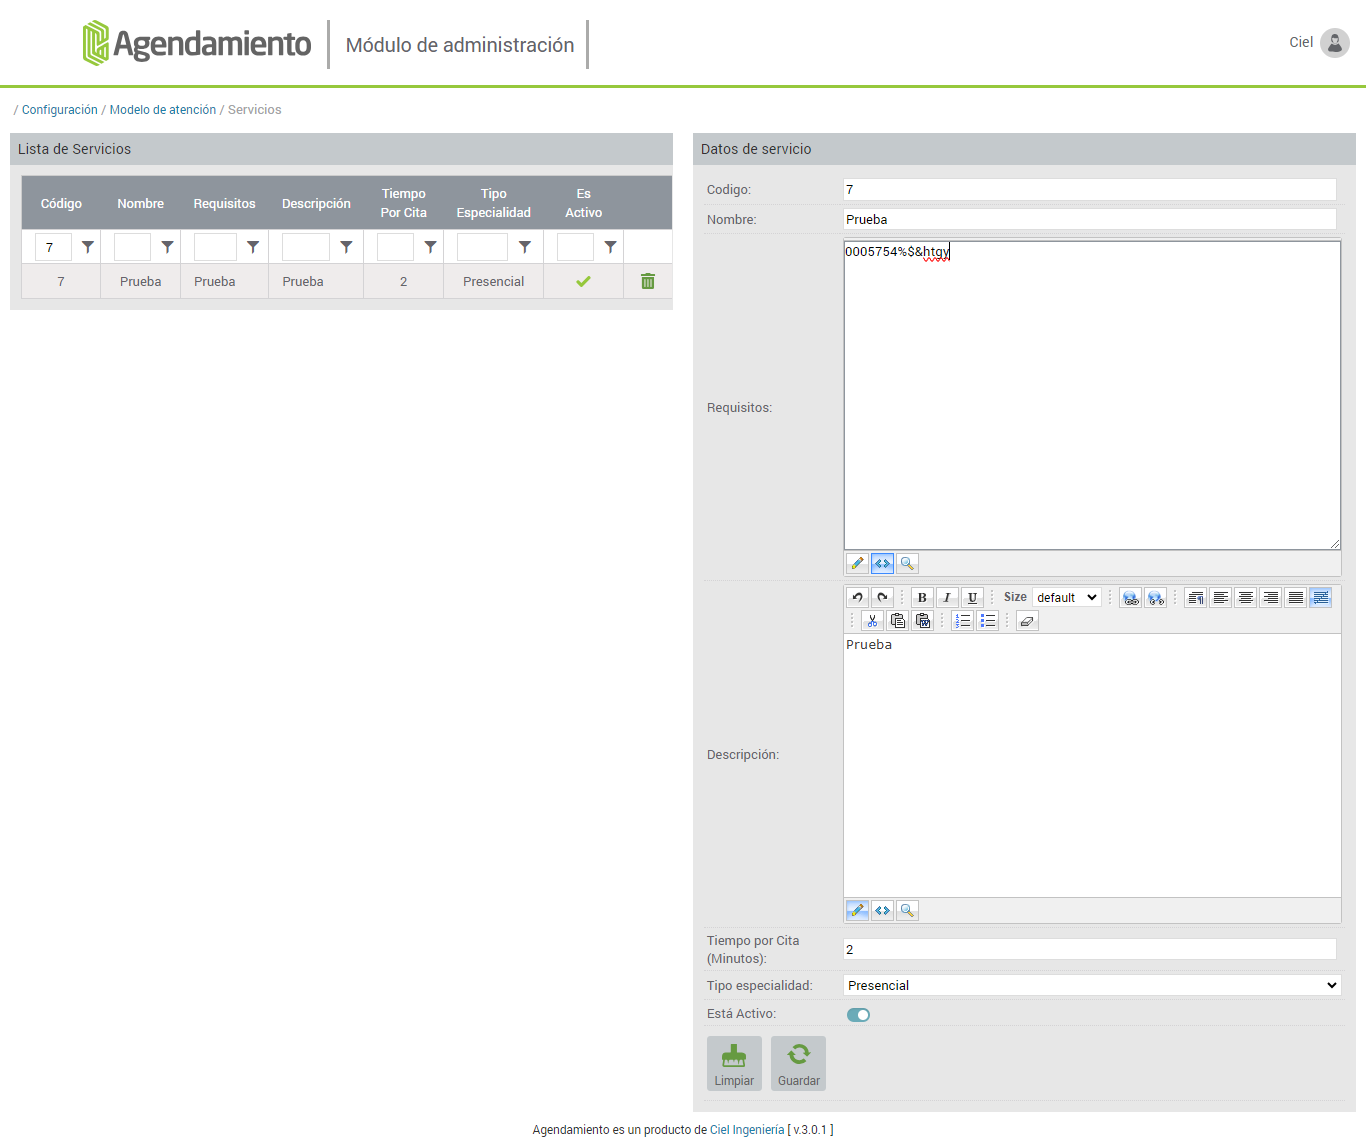 Agendamiento
Módulo de administración
Ciel
/ Configuración / Modelo de atención / Servicios
Lista de Servicios
Código Nombre Requisitos Descripción Tiempo Por Cita Tipo Especialidad Es Activo
7
7 Prueba Prueba Prueba 2 Presencial
Datos de servicio
Codigo: 7
Nombre: Prueba
Requisitos: 0005754%$&htgy
B I U Size default
Descripción: Prueba
Tiempo por Cita (Minutos): 2
Tipo especialidad: Presencial
Está Activo:
Limpiar Guardar
Agendamiento es un producto de Ciel Ingeniería [ v.3.0.1 ]